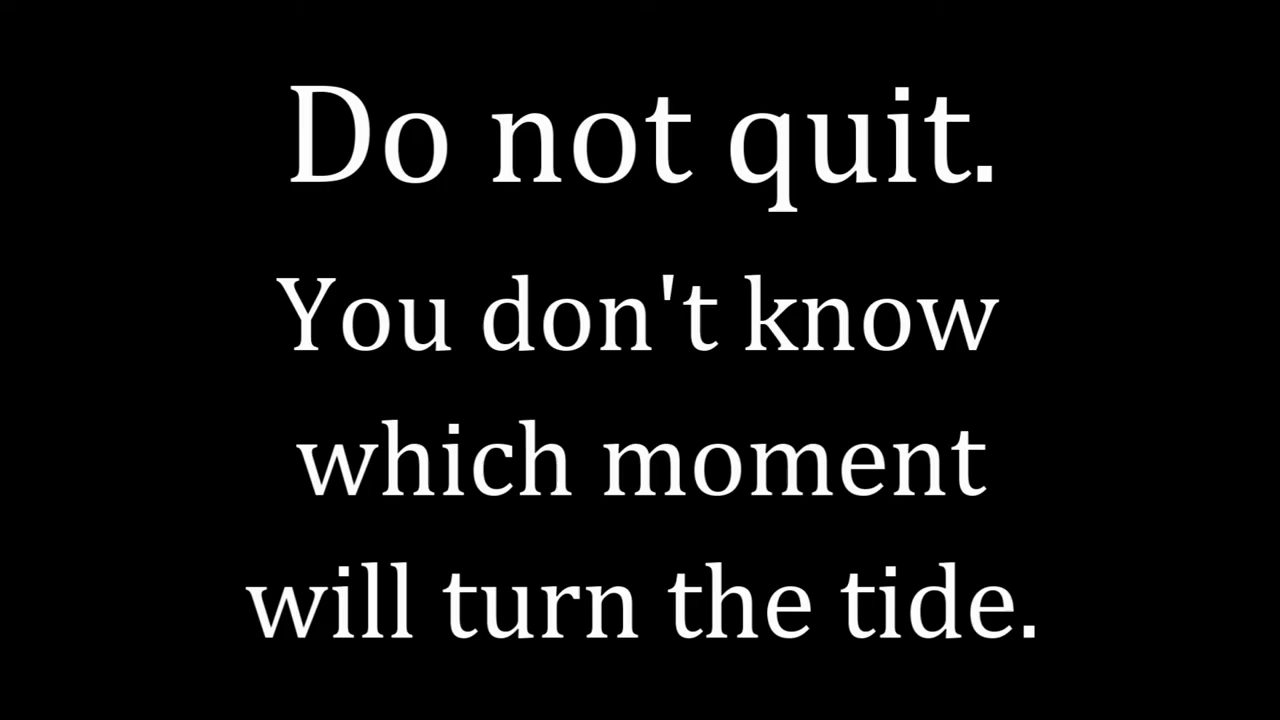 Do not quit.
You don't know
which moment
will turn the tide.